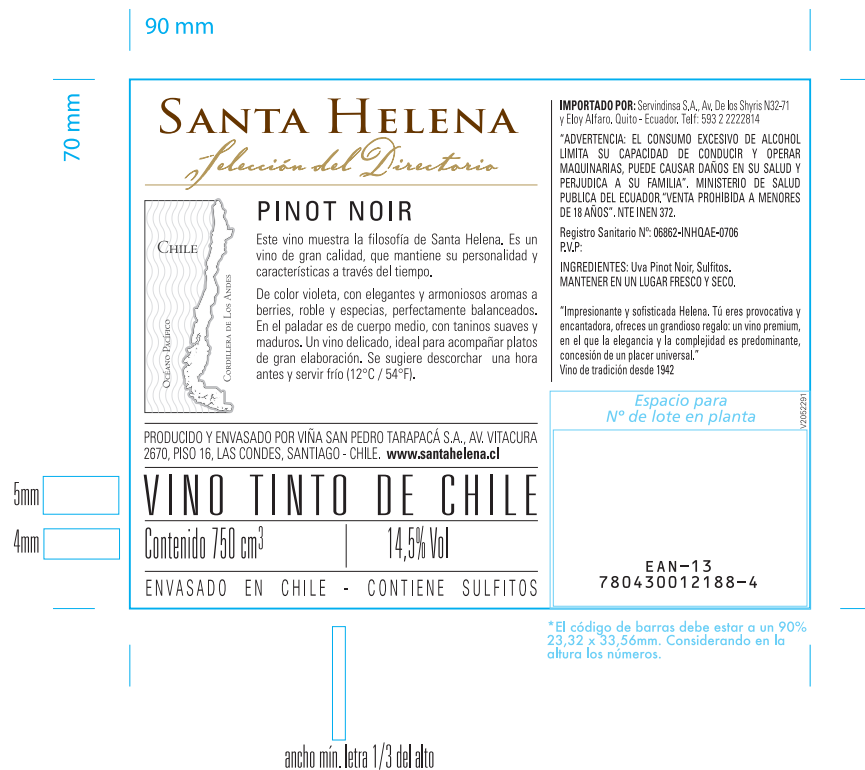 90 mm
70 mm
SANTA HELENA
Selección del Directorio
CHILE
OCÉANO PACÍFICO
CORDILLERA DE LOS ANDES
PINOT NOIR
Este vino muestra la filosofía de Santa Helena. Es un
vino de gran calidad, que mantiene su personalidad y
características a través del tiempo.
De color violeta, con elegantes y armoniosos aromas a
berries, roble y especias, perfectamente balanceados.
En el paladar es de cuerpo medio, con taninos suaves y
maduros. Un vino delicado, ideal para acompañar platos
de gran elaboración. Se sugiere descorchar una hora
antes y servir frío (12°C / 54°F).
PRODUCIDO Y ENVASADO POR VIÑA SAN PEDRO TARAPACÁ S.A., AV. VITACURA
2670, PISO 16, LAS CONDES, SANTIAGO - CHILE. www.santahelena.cl
5mm
VINO TINTO DE CHILE
4mm
Contenido 750 cm³
14,5% Vol
ENVASADO EN CHILE - CONTIENE SULFITOS
IMPORTADO POR: Servindinsa S.A., Av. De los Shyris N32-71
y Eloy Alfaro. Quito - Ecuador. Telf: 593 2 2222814
"ADVERTENCIA: EL CONSUMO EXCESIVO DE ALCOHOL
LIMITA SU CAPACIDAD DE CONDUCIR Y OPERAR
MAQUINARIAS, PUEDE CAUSAR DAÑOS EN SU SALUD Y
PERJUDICA A SU FAMILIA". MINISTERIO DE SALUD
PUBLICA DEL ECUADOR."VENTA PROHIBIDA A MENORES
DE 18 AÑOS". NTE INEN 372.
Registro Sanitario Nº: 06862-INHQAE-0706
P.V.P:
INGREDIENTES: Uva Pinot Noir, Sulfitos.
MANTENER EN UN LUGAR FRESCO Y SECO.
"Impresionante y sofisticada Helena. Tú eres provocativa y
encantadora, ofreces un grandioso regalo: un vino premium,
en el que la elegancia y la complejidad es predominante,
concesión de un placer universal."
Vino de tradición desde 1942
Espacio para
Nº de lote en planta
V2052291
EAN-13
780430012188-4
*El código de barras debe estar a un 90%
23,32 x 33,56mm. Considerando en la
altura los números.
ancho mín. letra 1/3 del alto